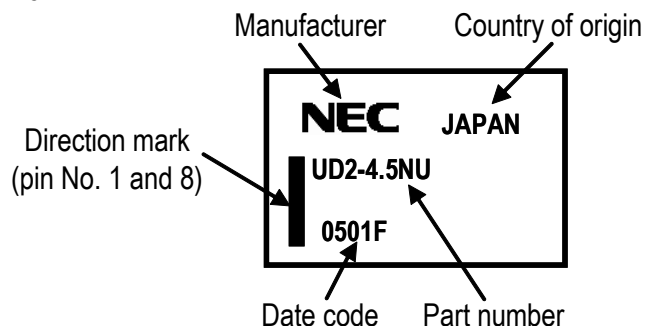 Manufacturer Country of origin
NEC JAPAN
Direction mark
(pin No. 1 and 8)
UD2-4.5NU
0501F
Date code Part number